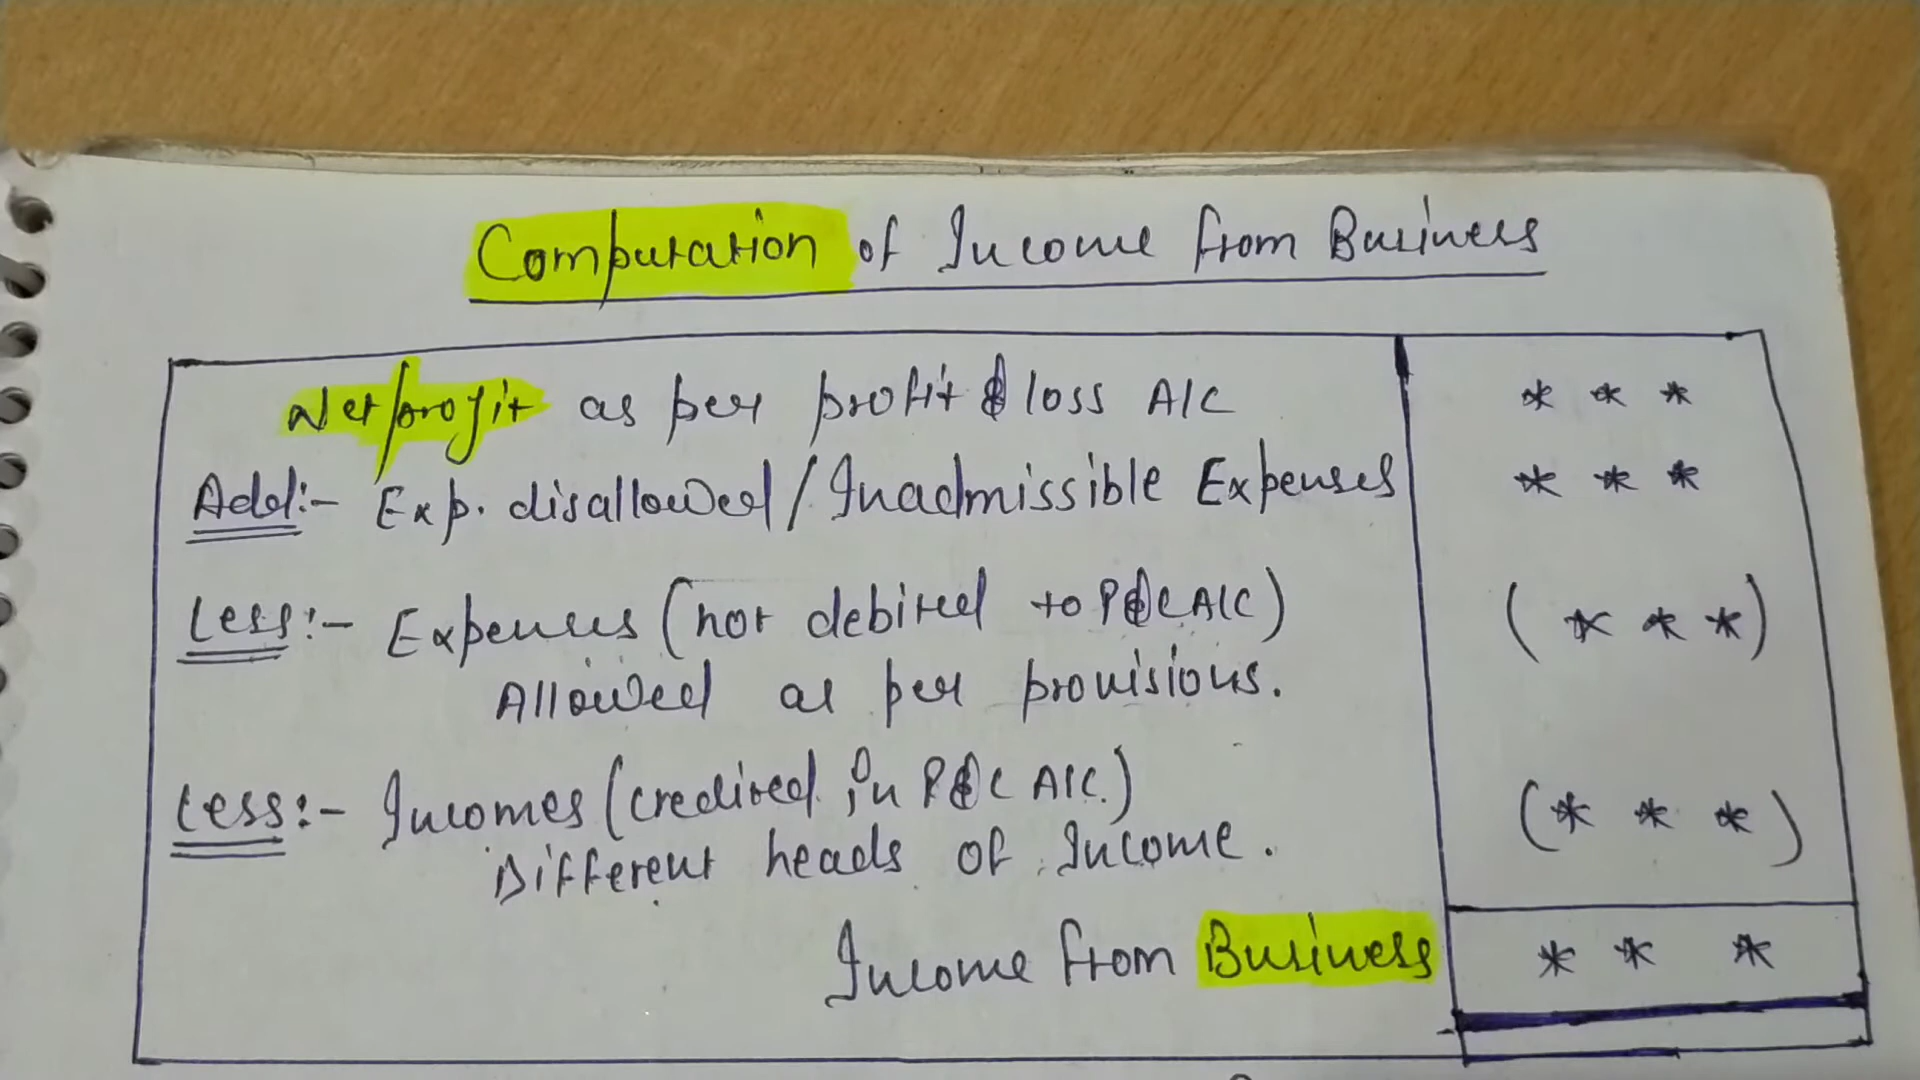 Computation of Income from Business
Net profit as per profit & loss A/C * * *
Add:- Exp. disallowed/Inadmissible Expenses * * *
Less:- Expenses (not debited to P&L A/C) (* * *)
Allowed as per provisions.
Less:- Incomes (credited in P&L A/C.) (* * *)
Different heads of Income.
Income from Business * * *